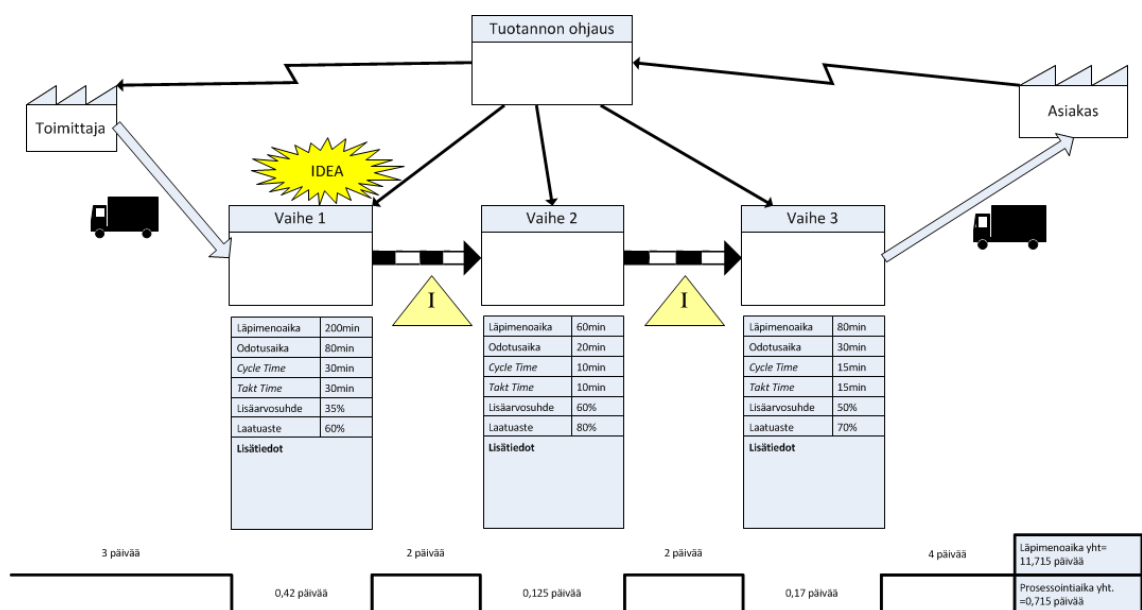 Tuotannon ohjaus
Toimittaja
Asiakas
IDEA
Vaihe 1
Vaihe 2
Vaihe 3
I
I
Läpimenoaika 200min
Odotusaika 80min
Cycle Time 30min
Takt Time 30min
Lisäarvosuhde 35%
Laatuaste 60%
Lisätiedot
Läpimenoaika 60min
Odotusaika 20min
Cycle Time 10min
Takt Time 10min
Lisäarvosuhde 60%
Laatuaste 80%
Lisätiedot
Läpimenoaika 80min
Odotusaika 30min
Cycle Time 15min
Takt Time 15min
Lisäarvosuhde 50%
Laatuaste 70%
Lisätiedot
3 päivää
2 päivää
2 päivää
4 päivää
Läpimenoaika yht=
11,715 päivää
0,42 päivää
0,125 päivää
0,17 päivää
Prosessointiaika yht.
=0,715 päivää